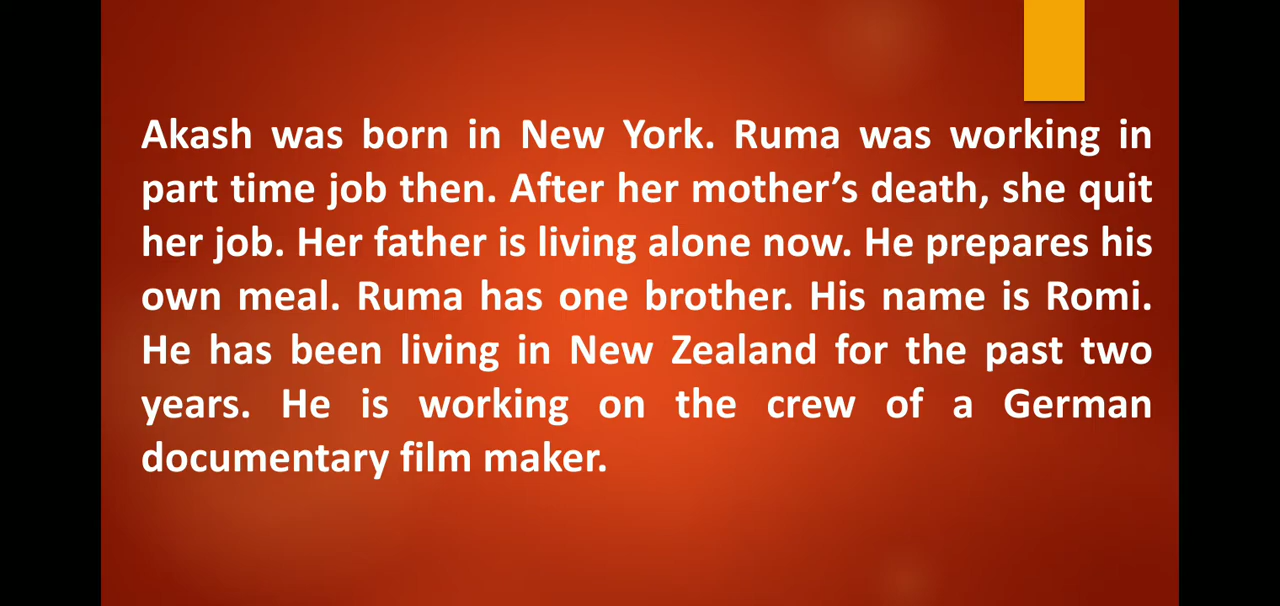 Akash was born in New York. Ruma was working in
part time job then. After her mother’s death, she quit
her job. Her father is living alone now. He prepares his
own meal. Ruma has one brother. His name is Romi.
He has been living in New Zealand for the past two
years. He is working on the crew of a German
documentary film maker.